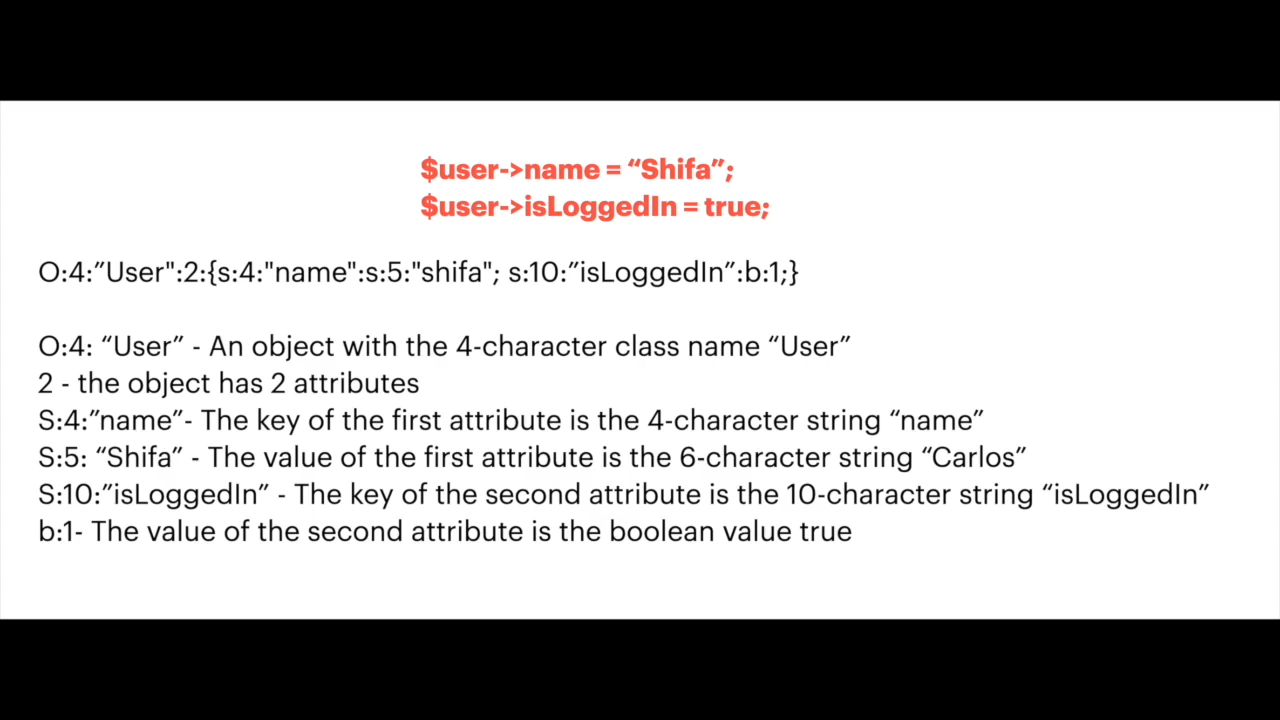 $user->name = “Shifa”;
$user->isLoggedIn = true;
O:4:”User":2:{s:4:"name":s:5:"shifa"; s:10:”isLoggedIn”:b:1;}
O:4: “User” - An object with the 4-character class name “User”
2 - the object has 2 attributes
S:4:”name”- The key of the first attribute is the 4-character string “name”
S:5: “Shifa” - The value of the first attribute is the 6-character string “Carlos”
S:10:”isLoggedIn” - The key of the second attribute is the 10-character string “isLoggedIn”
b:1- The value of the second attribute is the boolean value true